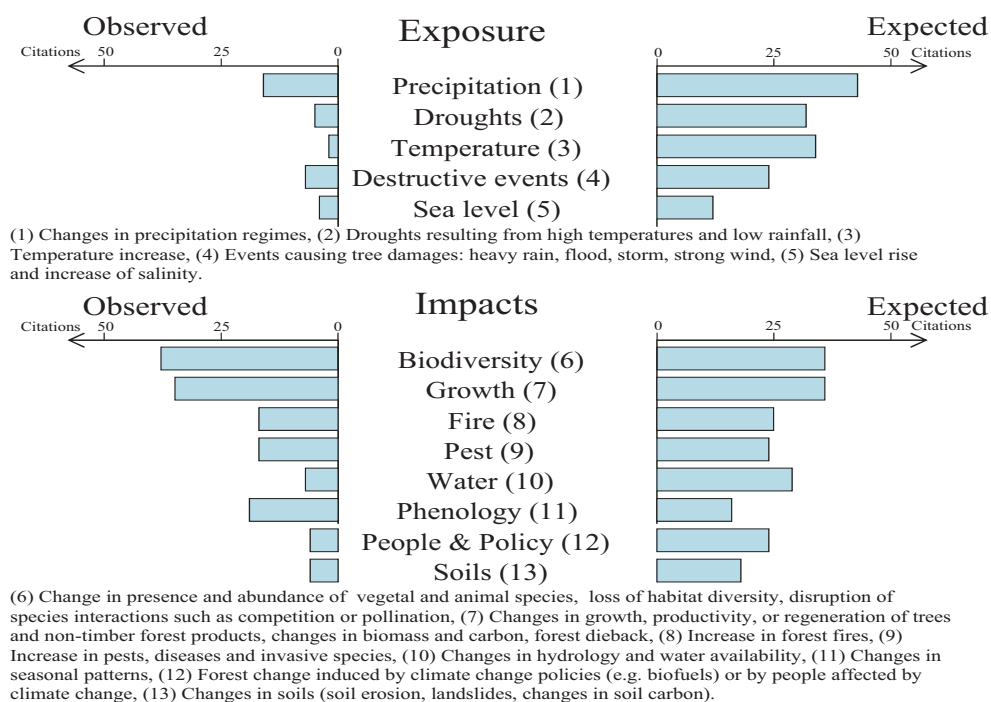 Observed Exposure Expected
Citations 50 25 0 0 25 50 Citations
Precipitation (1)
Droughts (2)
Temperature (3)
Destructive events (4)
Sea level (5)
(1) Changes in precipitation regimes, (2) Droughts resulting from high temperatures and low rainfall, (3)
Temperature increase, (4) Events causing tree damages: heavy rain, flood, storm, strong wind, (5) Sea level rise
and increase of salinity.
Observed Impacts Expected
Citations 50 25 0 0 25 50 Citations
Biodiversity (6)
Growth (7)
Fire (8)
Pest (9)
Water (10)
Phenology (11)
People & Policy (12)
Soils (13)
(6) Change in presence and abundance of vegetal and animal species, loss of habitat diversity, disruption of
species interactions such as competition or pollination, (7) Changes in growth, productivity, or regeneration of trees
and non-timber forest products, changes in biomass and carbon, forest dieback, (8) Increase in forest fires, (9)
Increase in pests, diseases and invasive species, (10) Changes in hydrology and water availability, (11) Changes in
seasonal patterns, (12) Forest change induced by climate change policies (e.g. biofuels) or by people affected by
climate change, (13) Changes in soils (soil erosion, landslides, changes in soil carbon).